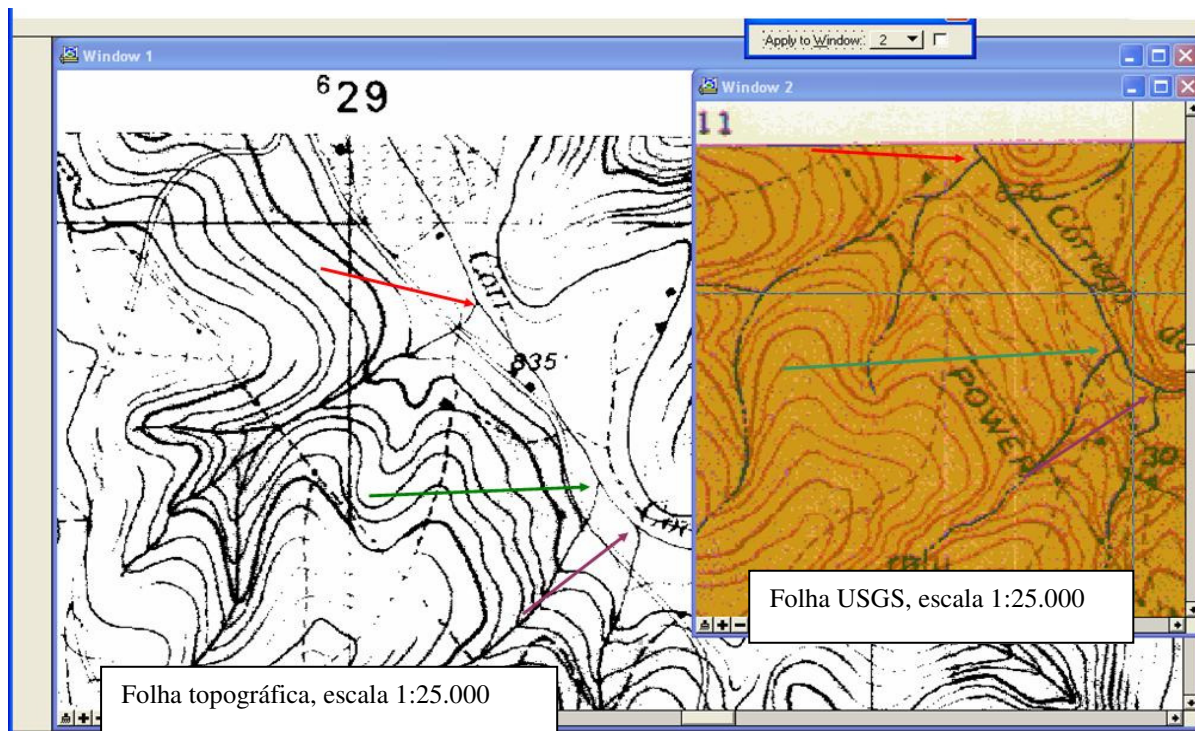 Apply to Window: 2
Window 1
⁶29
Window 2
11
835
Córrego
POWER
30
Folha USGS, escala 1:25.000
Folha topográfica, escala 1:25.000